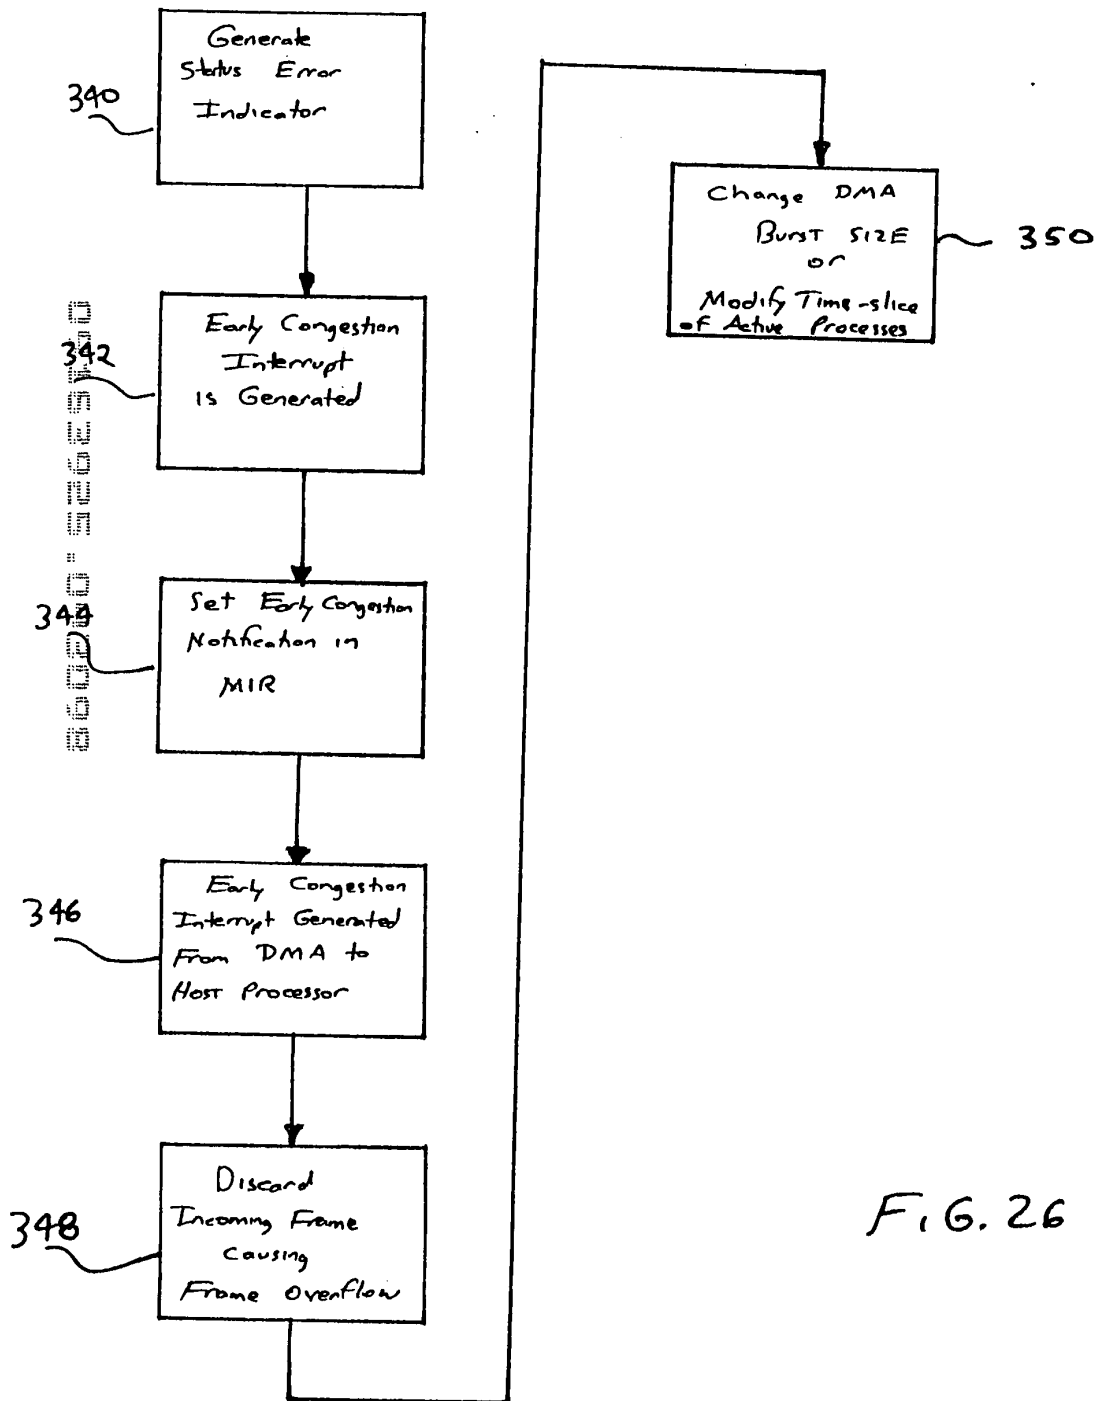 Generate
Status Error
Indicator
340
Early Congestion
Interrupt
is Generated
342
Set Early Congestion
Notification in
MIR
344
Early Congestion
Interrupt Generated
From DMA to
Host Processor
346
Discard
Incoming Frame
causing
Frame Overflow
348
Change DMA
Burst SIZE
or
Modify Time-slice
of Active Processes
350
FIG. 26